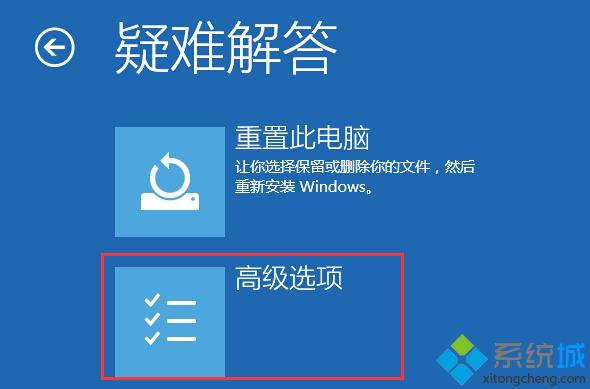 疑难解答
重置此电脑
让你选择保留或删除你的文件，然后
重新安装 Windows。
高级选项
系统城
xitongcheng.com